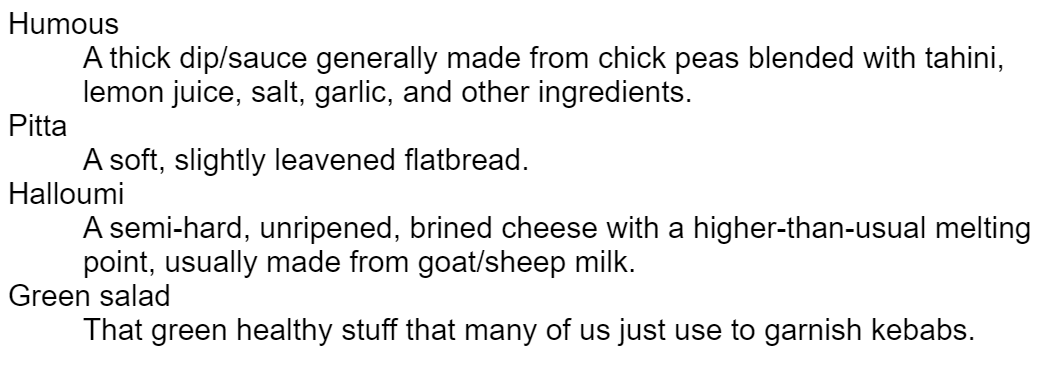 Humous
A thick dip/sauce generally made from chick peas blended with tahini,
lemon juice, salt, garlic, and other ingredients.
Pitta
A soft, slightly leavened flatbread.
Halloumi
A semi-hard, unripened, brined cheese with a higher-than-usual melting
point, usually made from goat/sheep milk.
Green salad
That green healthy stuff that many of us just use to garnish kebabs.